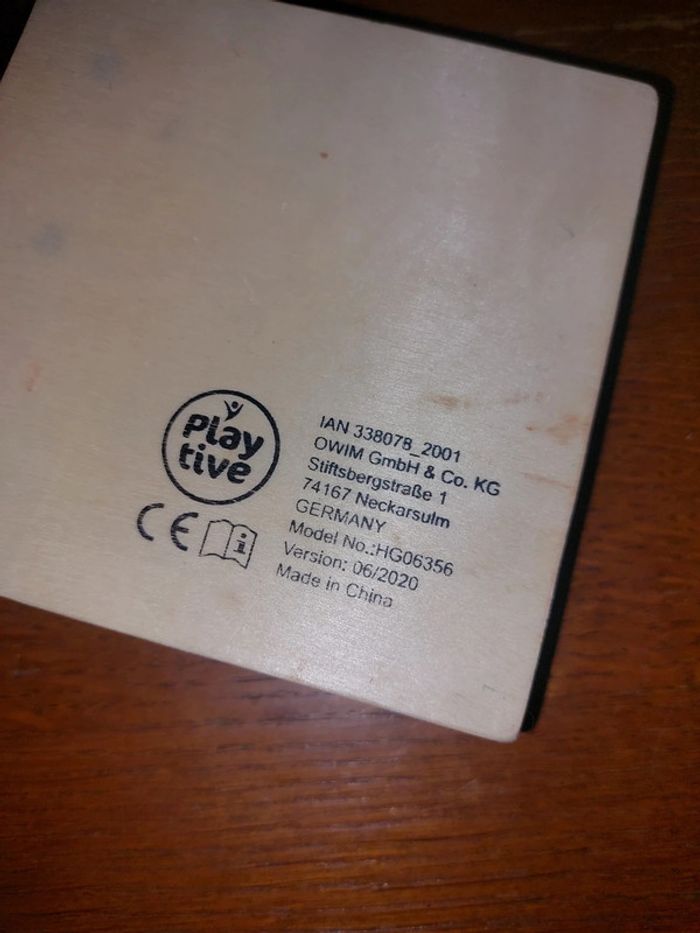 Play
tive
CE
i
IAN 338078_2001
OWIM GmbH & Co. KG
Stiftsbergstraße 1
74167 Neckarsulm
GERMANY
Model No.:HG06356
Version: 06/2020
Made in China